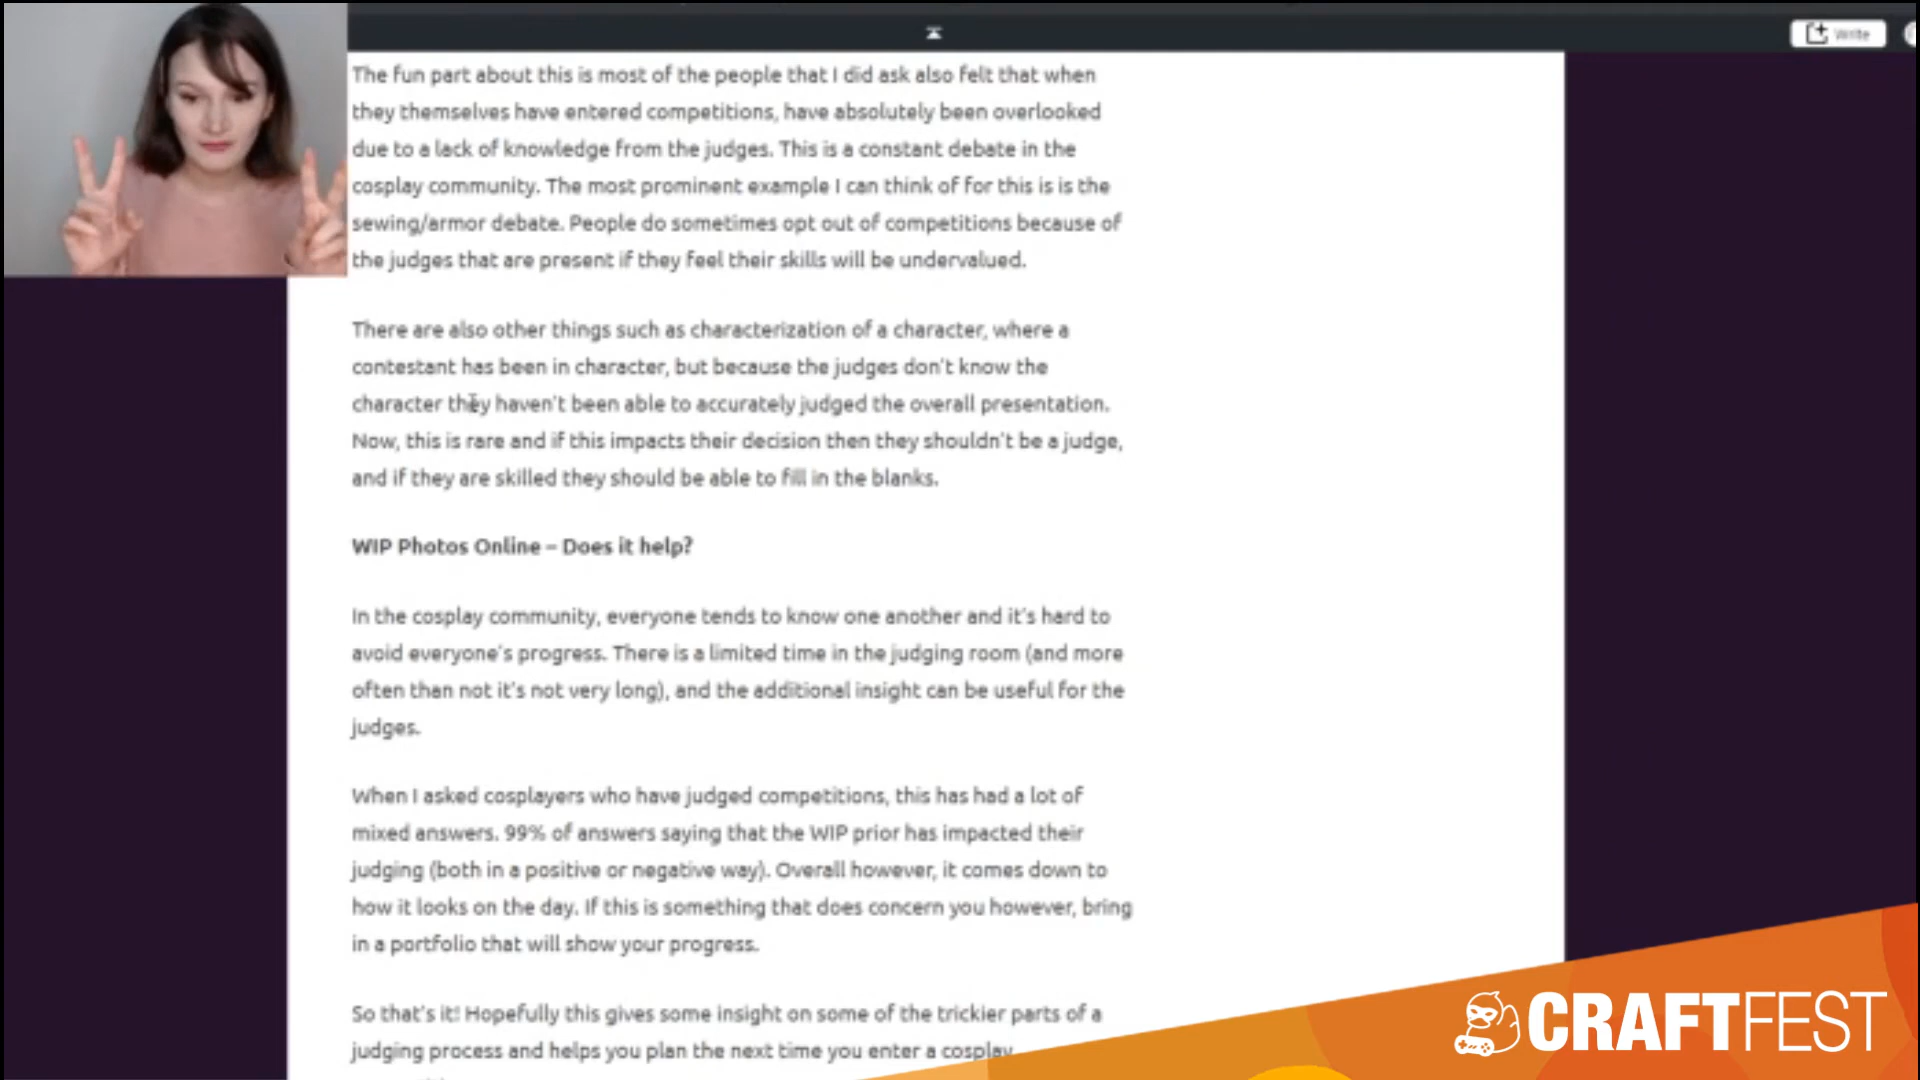 Write
The fun part about this is most of the people that I did ask also felt that when
they themselves have entered competitions, have absolutely been overlooked
due to a lack of knowledge from the judges. This is a constant debate in the
cosplay community. The most prominent example I can think of for this is is the
sewing/armor debate. People do sometimes opt out of competitions because of
the judges that are present if they feel their skills will be undervalued.
There are also other things such as characterization of a character, where a
contestant has been in character, but because the judges don't know the
character they haven't been able to accurately judged the overall presentation.
Now, this is rare and if this impacts their decision then they shouldn't be a judge,
and if they are skilled they should be able to fill in the blanks.
WIP Photos Online – Does it help?
In the cosplay community, everyone tends to know one another and it's hard to
avoid everyone's progress. There is a limited time in the judging room (and more
often than not it's not very long), and the additional insight can be useful for the
judges.
When I asked cosplayers who have judged competitions, this has had a lot of
mixed answers. 99% of answers saying that the WIP prior has impacted their
judging (both in a positive or negative way). Overall however, it comes down to
how it looks on the day. If this is something that does concern you however, bring
in a portfolio that will show your progress.
So that's it! Hopefully this gives some insight on some of the trickier parts of a
judging process and helps you plan the next time you enter a cosplay
CRAFTFEST